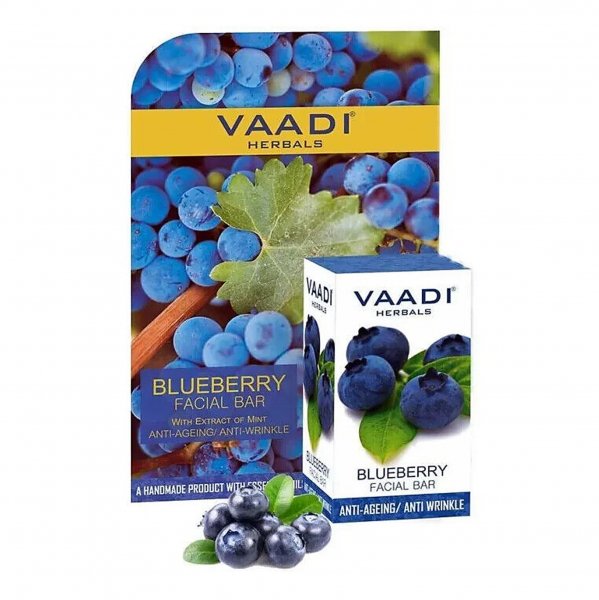 VAADI®
HERBALS
BLUEBERRY
FACIAL BAR
WITH EXTRACT OF MINT
ANTI-AGEING/ ANTI-WRINKLE
A HANDMADE PRODUCT WITH
VAADI®
HERBALS
BLUEBERRY
FACIAL BAR
ANTI-AGEING/ ANTI WRINKLE